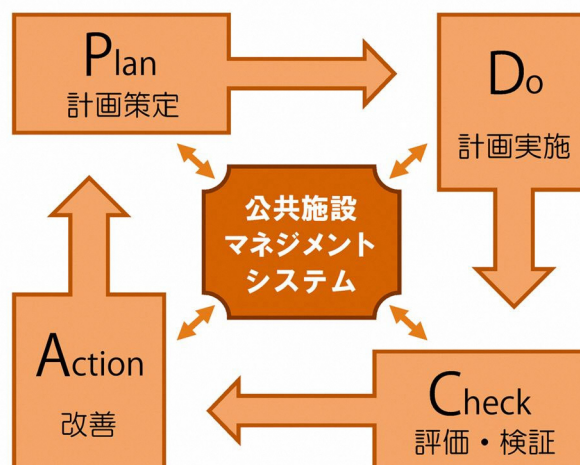 Plan
計画策定
Do
計画実施
公共施設
マネジメント
システム
Action
改善
Check
評価・検証